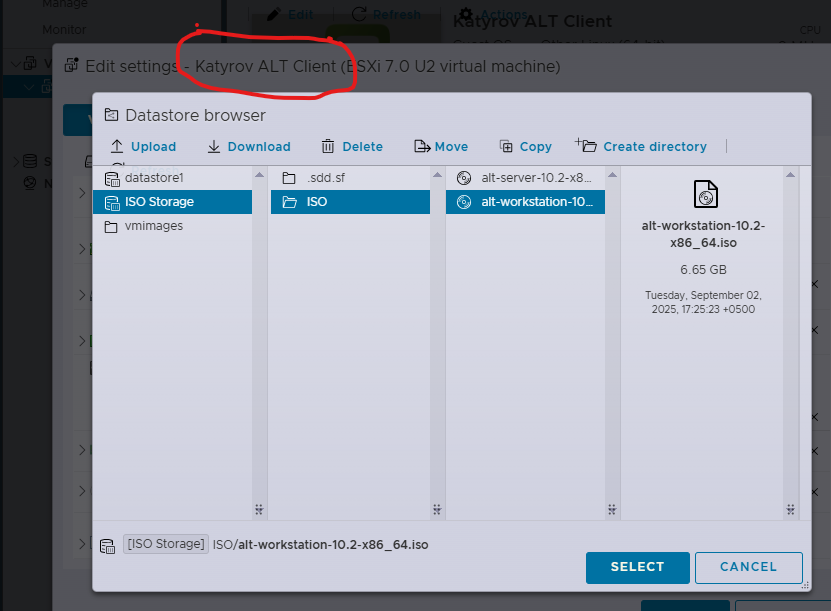 Manage
Monitor
Edit
Refresh
Actions
Katyrov ALT Client
CPU
Edit settings - Katyrov ALT Client (ESXi 7.0 U2 virtual machine)
Datastore browser
Upload
Download
Delete
Move
Copy
Create directory
datastore1
ISO Storage
vmimages
.sdd.sf
ISO
alt-server-10.2-x8...
alt-workstation-10...
alt-workstation-10.2-
x86_64.iso
6.65 GB
Tuesday, September 02,
2025, 17:25:23 +0500
[ISO Storage] ISO/alt-workstation-10.2-x86_64.iso
SELECT
CANCEL